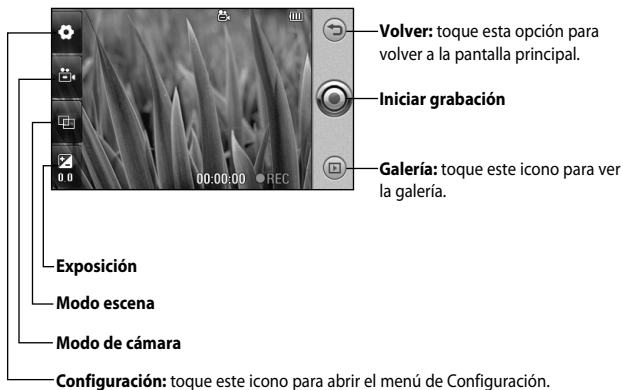 Volver: toque esta opción para
volver a la pantalla principal.
Iniciar grabación
0.0
00:00:00 REC
Galería: toque este icono para ver
la galería.
Exposición
Modo escena
Modo de cámara
Configuración: toque este icono para abrir el menú de Configuración.